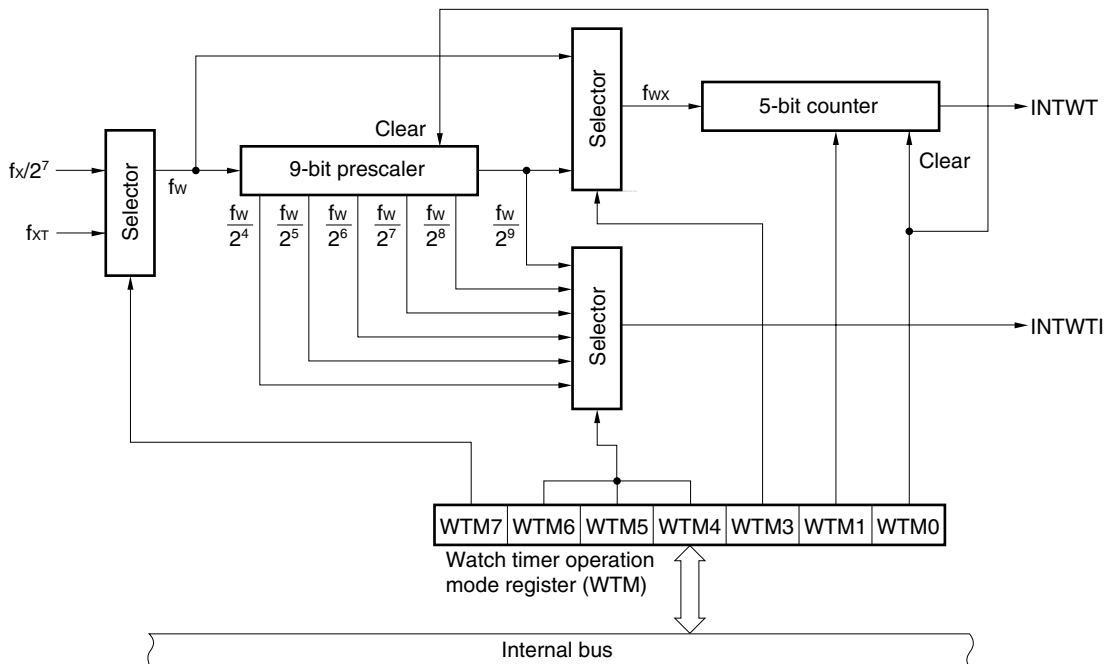 Selector
fX/2⁷
fXT
fW
Clear
9-bit prescaler
fW/2⁴
fW/2⁵
fW/2⁶
fW/2⁷
fW/2⁸
fW/2⁹
Selector
fWX
5-bit counter
INTWT
Clear
Selector
INTWTI
WTM7 WTM6 WTM5 WTM4 WTM3 WTM1 WTM0
Watch timer operation
mode register (WTM)
Internal bus